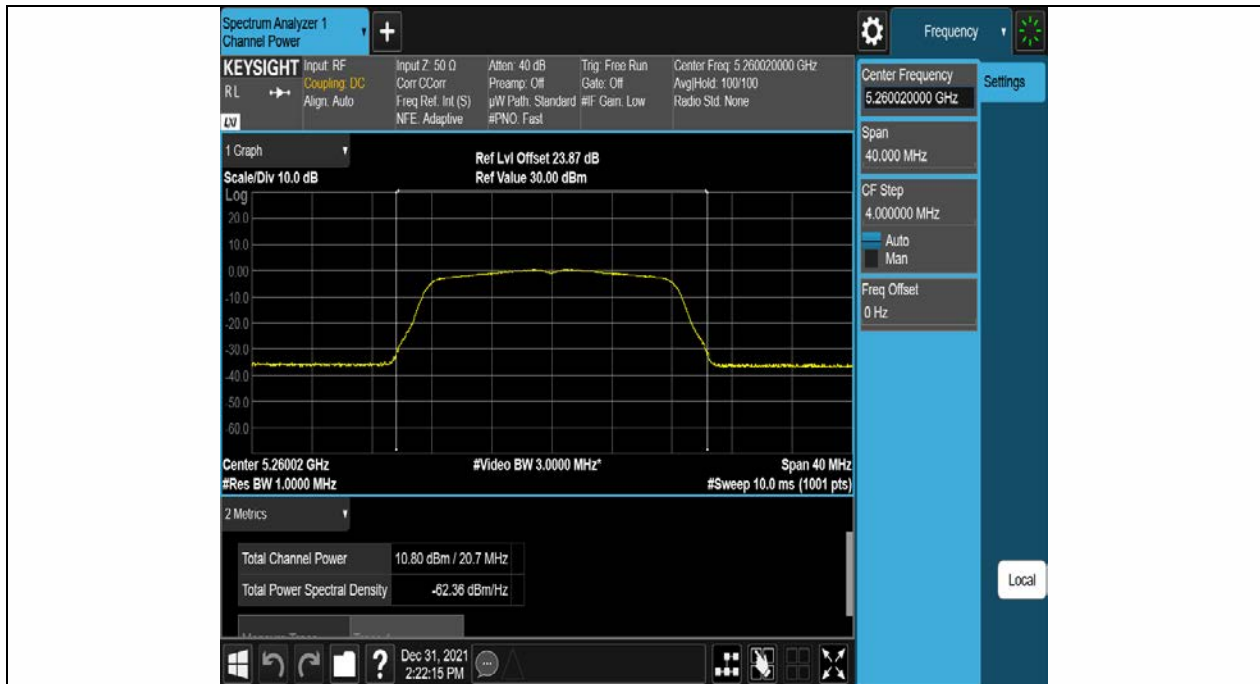 Spectrum Analyzer 1
Channel Power
+
Frequency
KEYSIGHT
RL
LXI
Input: RF
Coupling: DC
Align: Auto
Input Z: 50 Ω
Corr CCorr
Freq Ref: Int (S)
NFE: Adaptive
Atten: 40 dB
Preamp: Off
µW Path: Standard
#PNO: Fast
Trig: Free Run
Gate: Off
#IF Gain: Low
Center Freq: 5.260020000 GHz
Avg|Hold: 100/100
Radio Std: None
Center Frequency
5.260020000 GHz
Settings
Span
40.000 MHz
CF Step
4.000000 MHz
Auto
Man
Freq Offset
0 Hz
Local
1 Graph
Scale/Div 10.0 dB
Ref Lvl Offset 23.87 dB
Ref Value 30.00 dBm
Log
20.0
10.0
0.00
-10.0
-20.0
-30.0
-40.0
-50.0
-60.0
Center 5.26002 GHz
#Video BW 3.0000 MHz*
Span 40 MHz
#Res BW 1.0000 MHz
#Sweep 10.0 ms (1001 pts)
2 Metrics
Total Channel Power 10.80 dBm / 20.7 MHz
Total Power Spectral Density -62.36 dBm/Hz
?
Dec 31, 2021
2:22:15 PM